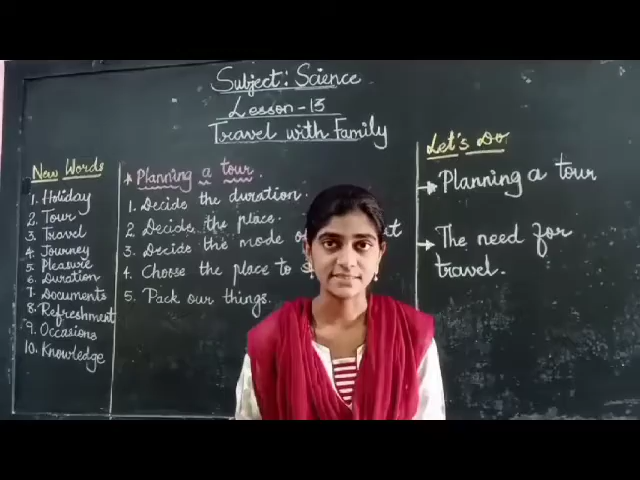 Subject: Science
Lesson - 13
Travel with Family
New Words
1. Holiday
2. Tour
3. Travel
4. Journey
5. Pleasure
6. Duration
7. Documents
8. Refreshment
9. Occasions
10. Knowledge
Planning a tour.
1. Decide the duration.
2. Decide the place.
3. Decide the mode
4. Choose the place to
5. Pack our things.
Let's Do
→ Planning a tour
→ The need for
travel.